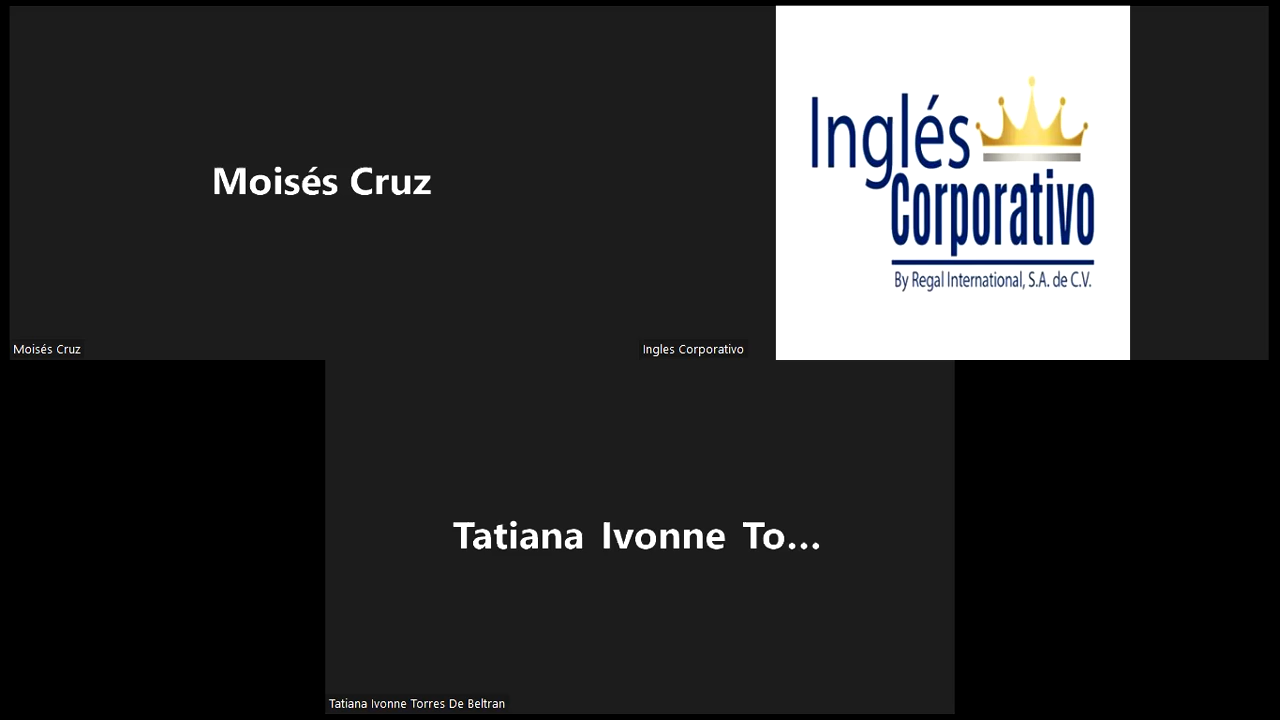 Moisés Cruz
Moisés Cruz
Inglés
Corporativo
By Regal International, S.A. de C.V.
Ingles Corporativo
Tatiana Ivonne To...
Tatiana Ivonne Torres De Beltran